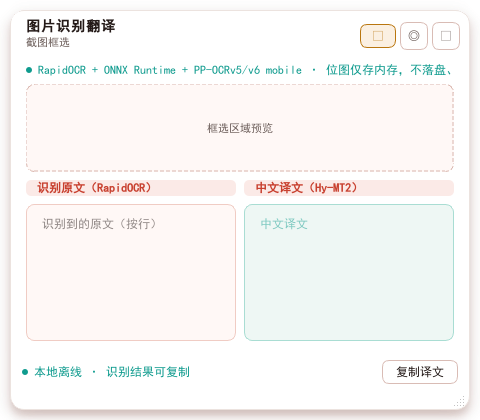 图片识别翻译
截图框选
● RapidOCR + ONNX Runtime + PP-OCRv5/v6 mobile · 位图仅存内存，不落盘、
框选区域预览
识别原文（RapidOCR）
中文译文（Hy-MT2）
识别到的原文（按行）
中文译文
● 本地离线 · 识别结果可复制
复制译文